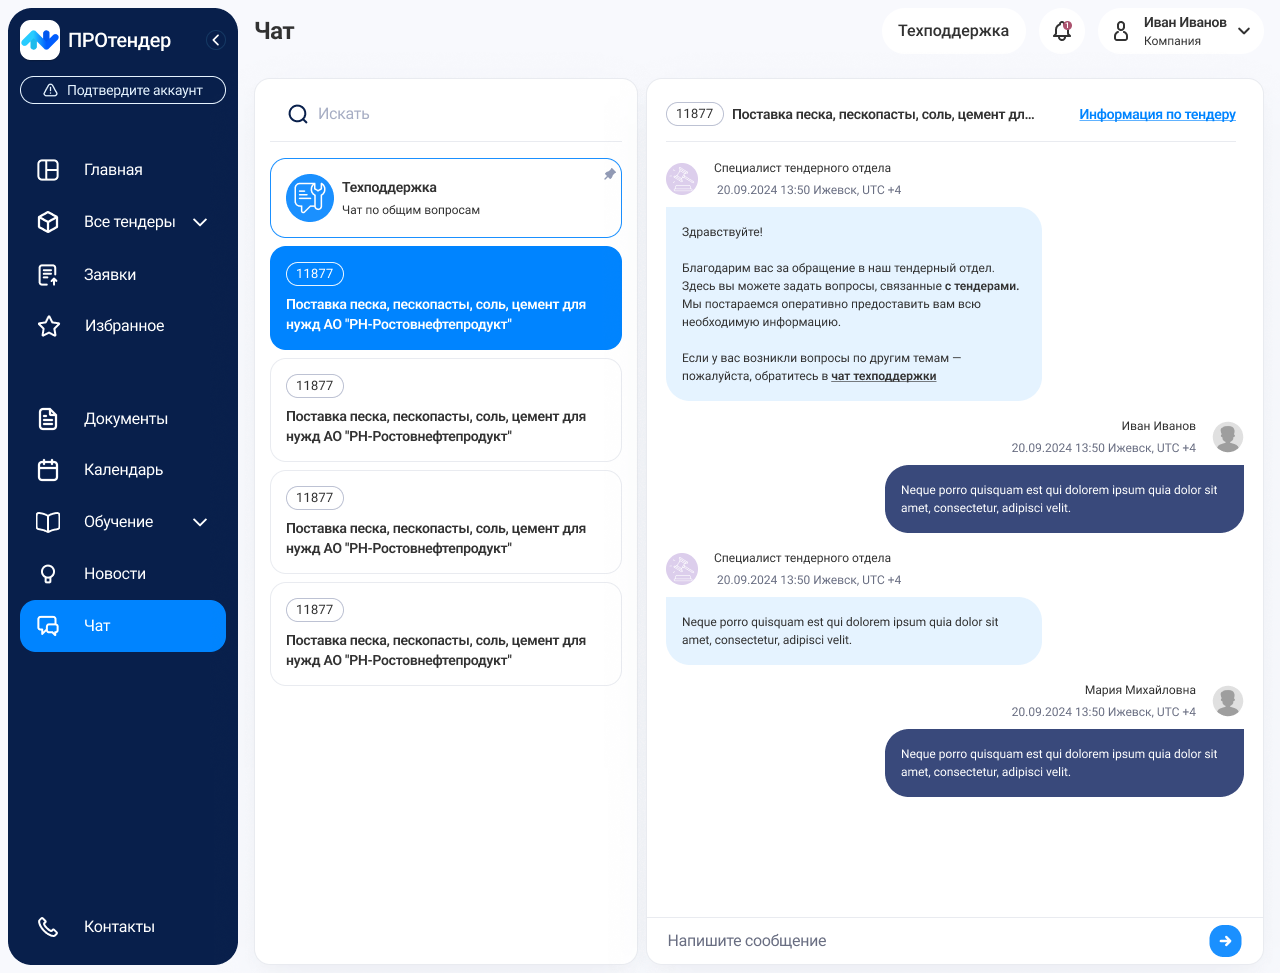 ПРОтендер
Подтвердите аккаунт
Главная
Все тендеры
Заявки
Избранное
Документы
Календарь
Обучение
Новости
Чат
Контакты
Чат
Техподдержка
1
Иван Иванов
Компания
Искать
Техподдержка
Чат по общим вопросам
11877
Поставка песка, пескопасты, соль, цемент для
нужд АО "РН-Ростовнефтепродукт"
11877
Поставка песка, пескопасты, соль, цемент для
нужд АО "РН-Ростовнефтепродукт"
11877
Поставка песка, пескопасты, соль, цемент для
нужд АО "РН-Ростовнефтепродукт"
11877
Поставка песка, пескопасты, соль, цемент для
нужд АО "РН-Ростовнефтепродукт"
11877 Поставка песка, пескопасты, соль, цемент дл... Информация по тендеру
Специалист тендерного отдела
20.09.2024 13:50 Ижевск, UTC +4
Здравствуйте!
Благодарим вас за обращение в наш тендерный отдел.
Здесь вы можете задать вопросы, связанные с тендерами.
Мы постараемся оперативно предоставить вам всю
необходимую информацию.
Если у вас возникли вопросы по другим темам —
пожалуйста, обратитесь в чат техподдержки
Иван Иванов
20.09.2024 13:50 Ижевск, UTC +4
Neque porro quisquam est qui dolorem ipsum quia dolor sit
amet, consectetur, adipisci velit.
Специалист тендерного отдела
20.09.2024 13:50 Ижевск, UTC +4
Neque porro quisquam est qui dolorem ipsum quia dolor sit
amet, consectetur, adipisci velit.
Мария Михайловна
20.09.2024 13:50 Ижевск, UTC +4
Neque porro quisquam est qui dolorem ipsum quia dolor sit
amet, consectetur, adipisci velit.
Напишите сообщение